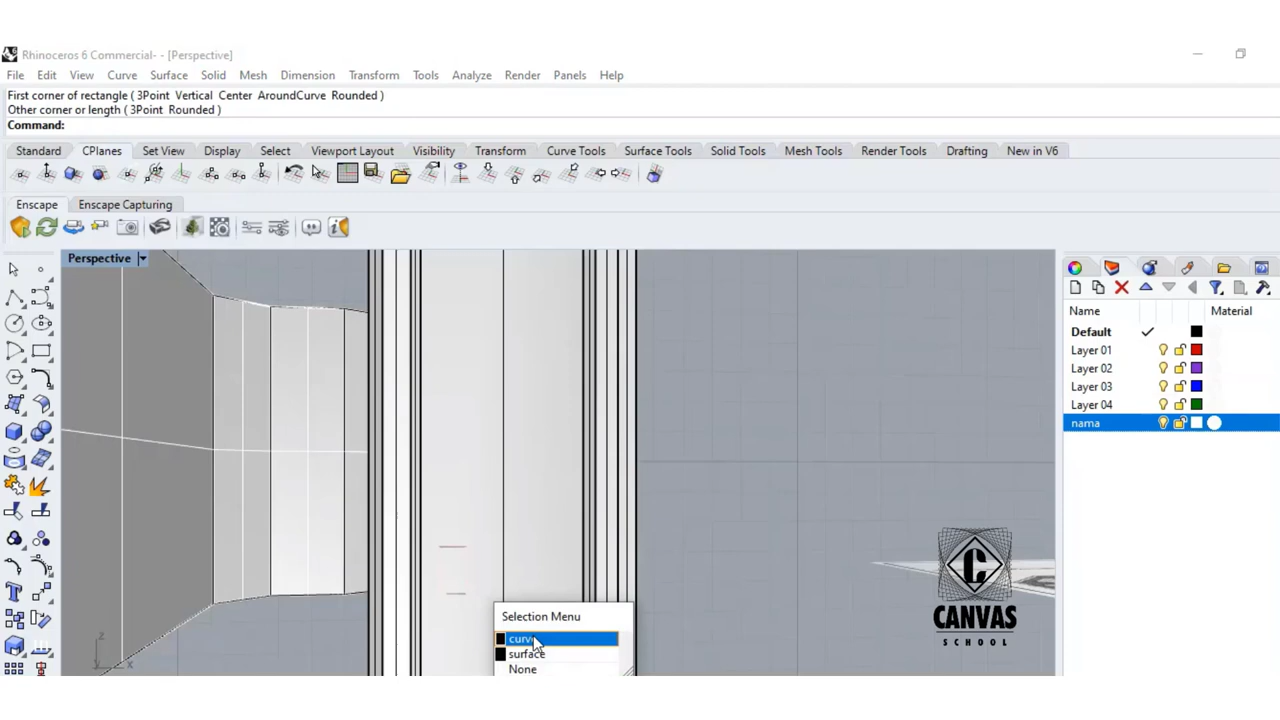 Rhinoceros 6 Commercial- - [Perspective]
File Edit View Curve Surface Solid Mesh Dimension Transform Tools Analyze Render Panels Help
First corner of rectangle ( 3Point Vertical Center AroundCurve Rounded )
Other corner or length ( 3Point Rounded )
Command:
Standard CPlanes Set View Display Select Viewport Layout Visibility Transform Curve Tools Surface Tools Solid Tools Mesh Tools Render Tools Drafting New in V6
Enscape Enscape Capturing
Perspective
Name Material
Default
Layer 01
Layer 02
Layer 03
Layer 04
nama
z
y x
C
CANVAS
SCHOOL
Selection Menu
curve
surface
None